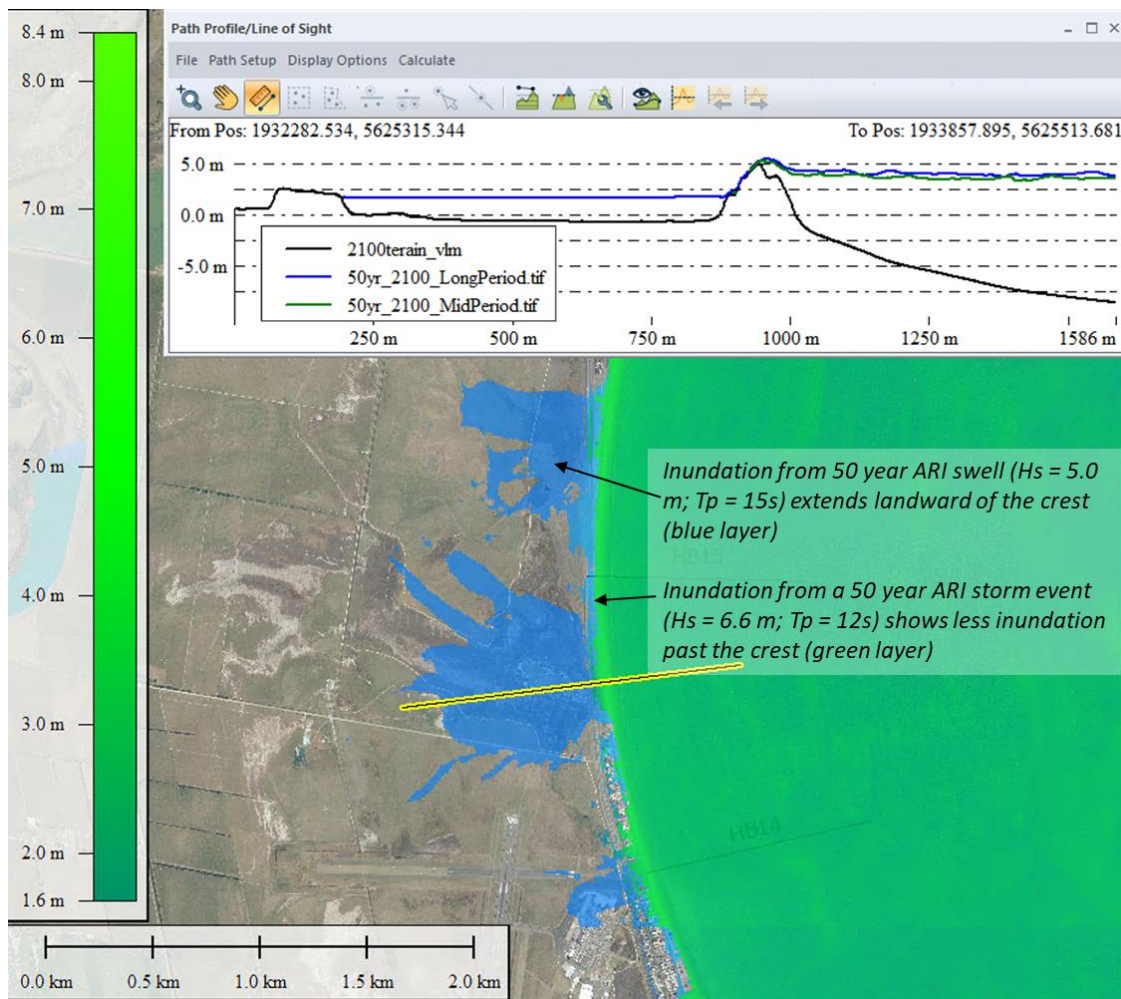 8.4 m
8.0 m
7.0 m
6.0 m
5.0 m
4.0 m
3.0 m
2.0 m
1.6 m
Path Profile/Line of Sight
File Path Setup Display Options Calculate
From Pos: 1932282.534, 5625315.344 To Pos: 1933857.895, 5625513.681
5.0 m
0.0 m
-5.0 m
2100terain_vlm
50yr_2100_LongPeriod.tif
50yr_2100_MidPeriod.tif
250 m 500 m 750 m 1000 m 1250 m 1586 m
Inundation from 50 year ARI swell (Hs = 5.0
m; Tp = 15s) extends landward of the crest
(blue layer)
HB15
Inundation from a 50 year ARI storm event
(Hs = 6.6 m; Tp = 12s) shows less inundation
past the crest (green layer)
HB14
0.0 km 0.5 km 1.0 km 1.5 km 2.0 km